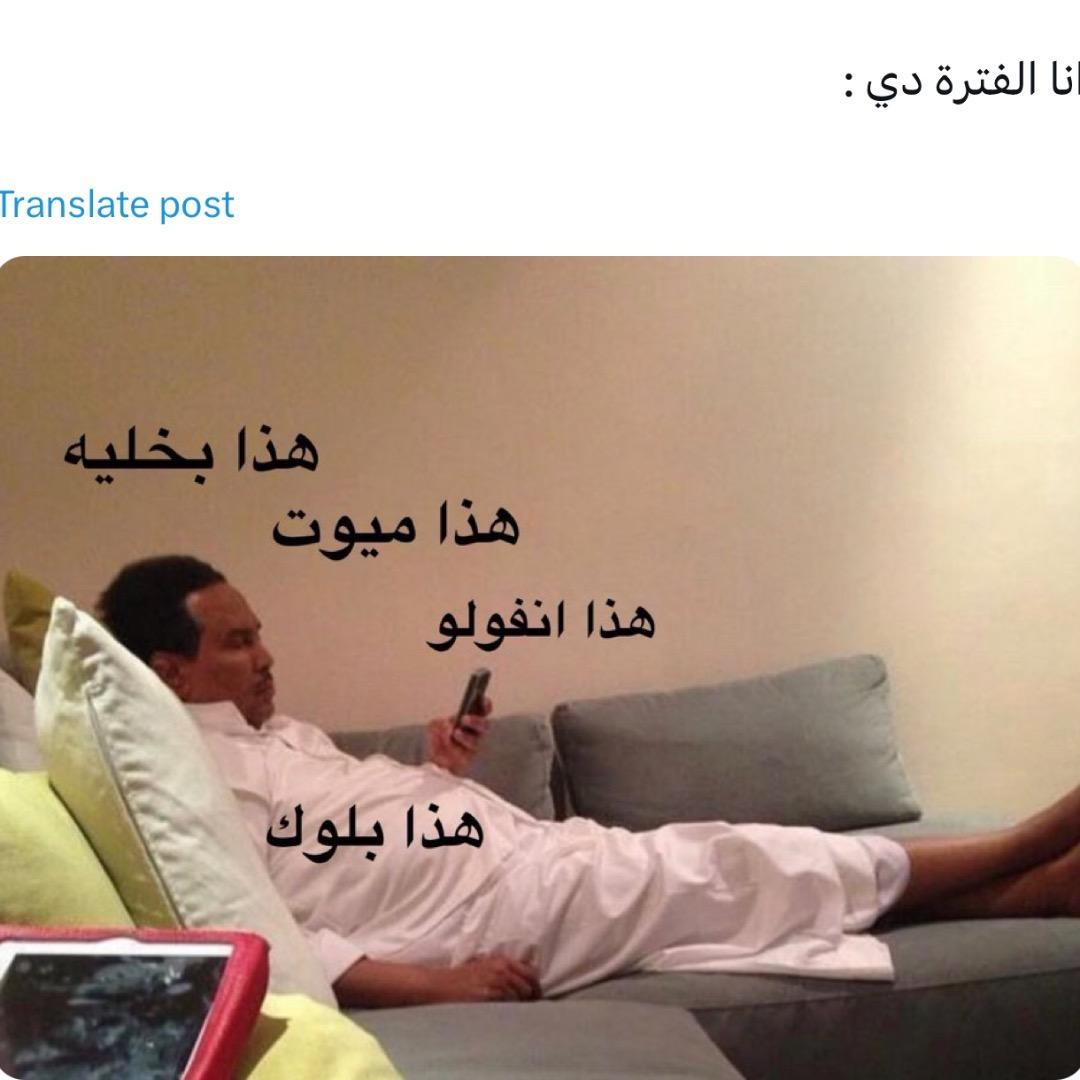 انا الفترة دي :
Translate post
هذا بخليه
هذا ميوت
هذا انفولو
هذا بلوك